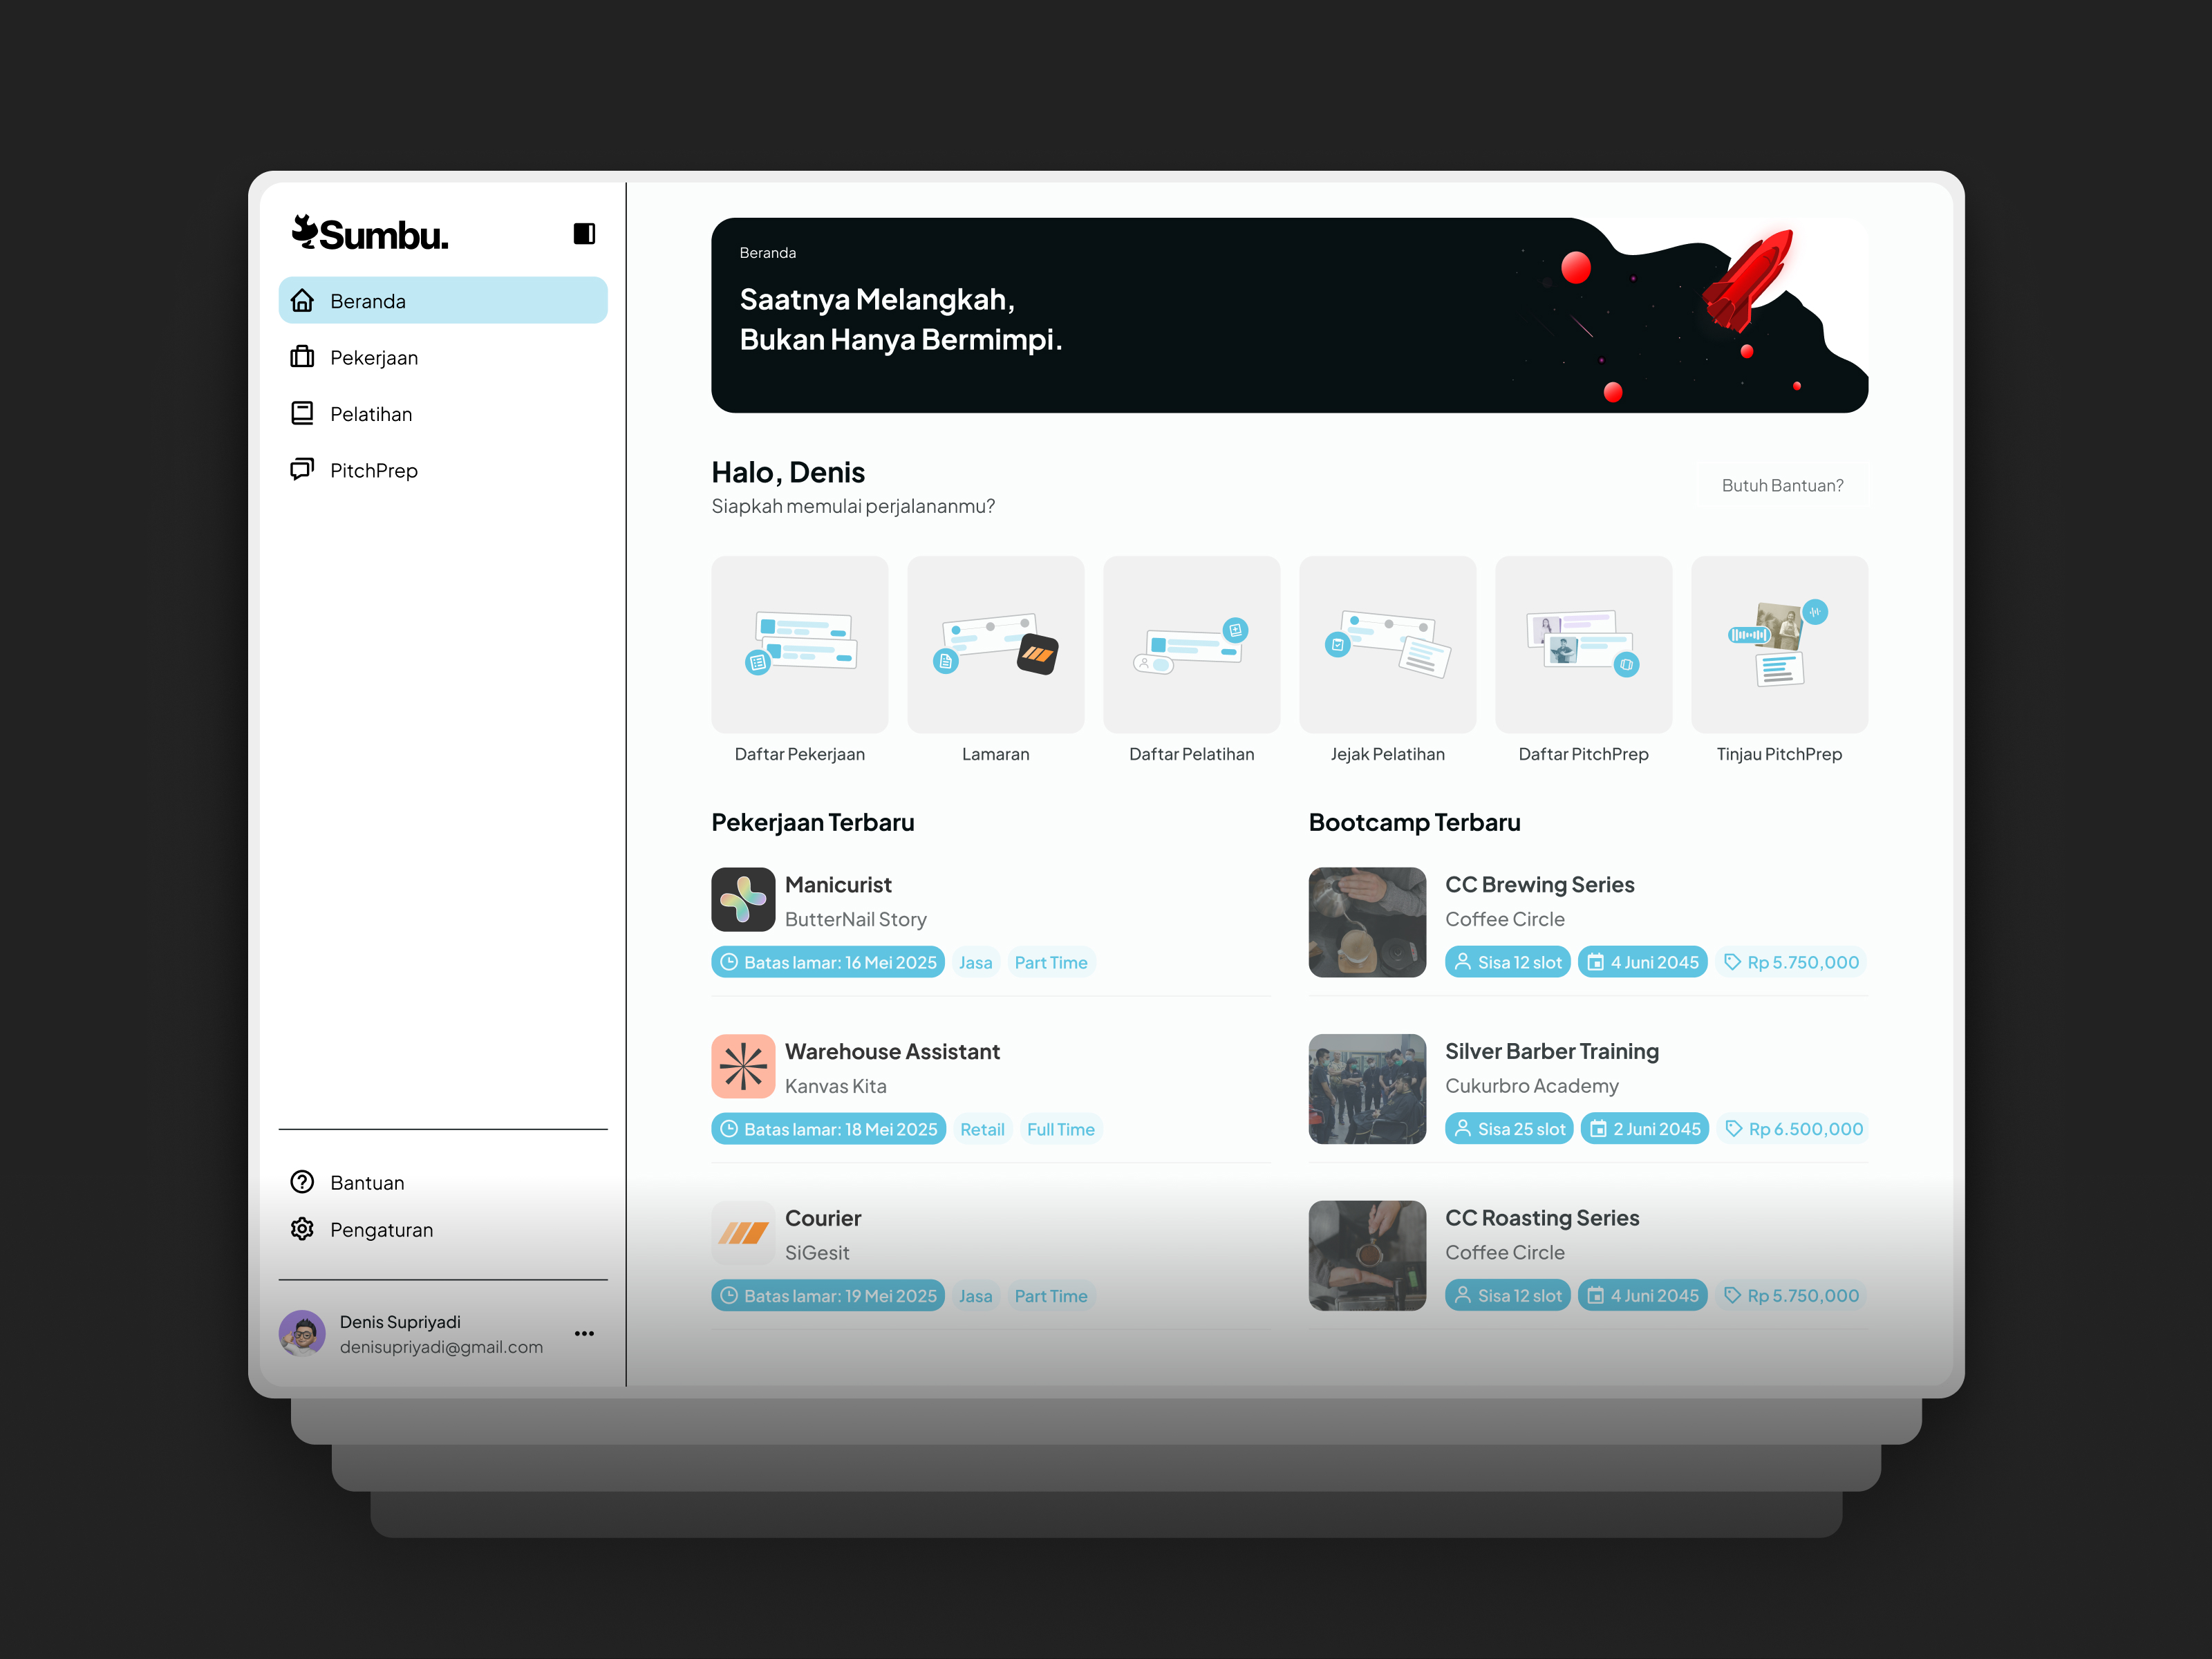 Sumbu.
Beranda
Pekerjaan
Pelatihan
PitchPrep
Bantuan
Pengaturan
Denis Supriyadi
denisupriyadi@gmail.com
Beranda
Saatnya Melangkah,
Bukan Hanya Bermimpi.
Halo, Denis
Siapkah memulai perjalananmu?
Butuh Bantuan?
Daftar Pekerjaan
Lamaran
Daftar Pelatihan
Jejak Pelatihan
Daftar PitchPrep
Tinjau PitchPrep
Pekerjaan Terbaru
Manicurist
ButterNail Story
Batas lamar: 16 Mei 2025 Jasa Part Time
Warehouse Assistant
Kanvas Kita
Batas lamar: 18 Mei 2025 Retail Full Time
Courier
SiGesit
Batas lamar: 19 Mei 2025 Jasa Part Time
Bootcamp Terbaru
CC Brewing Series
Coffee Circle
Sisa 12 slot 4 Juni 2045 Rp 5.750,000
Silver Barber Training
Cukurbro Academy
Sisa 25 slot 2 Juni 2045 Rp 6.500,000
CC Roasting Series
Coffee Circle
Sisa 12 slot 4 Juni 2045 Rp 5.750,000